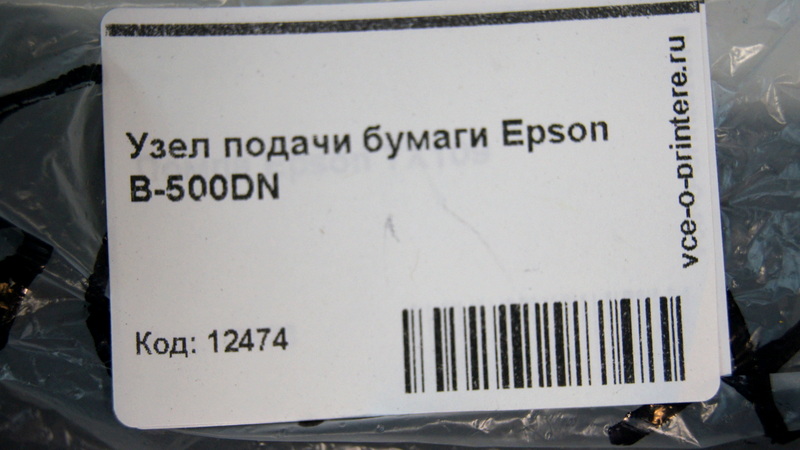 Узел подачи бумаги Epson
B-500DN
Код: 12474
vce-o-printere.ru